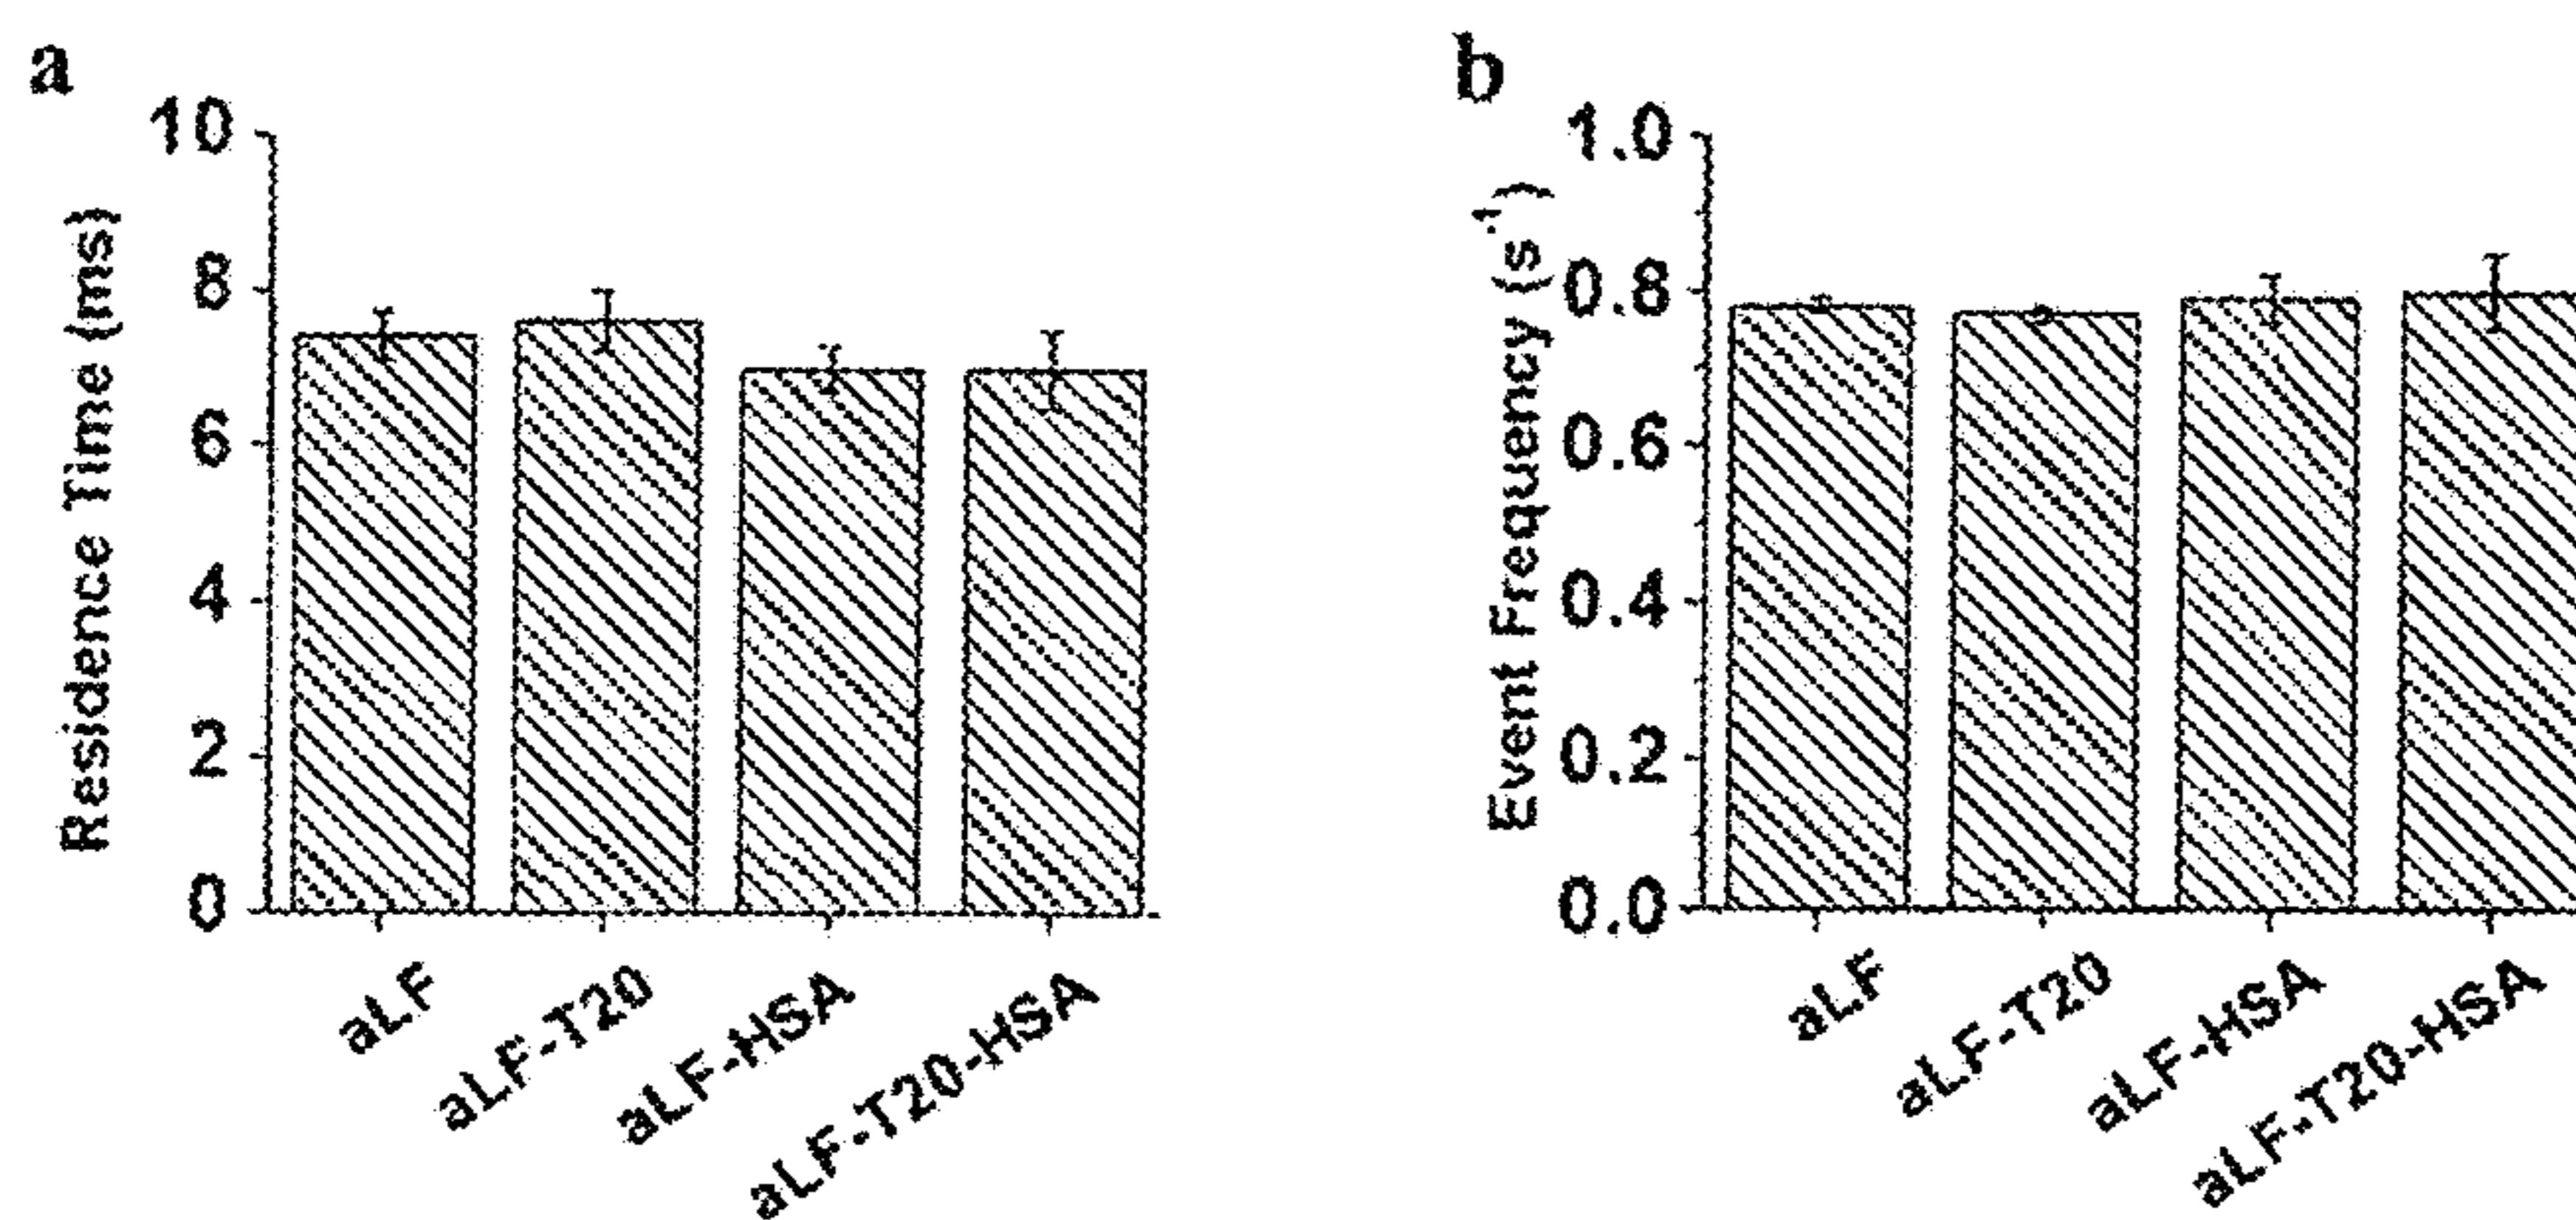 a
Residence Time (ms)
10
8
6
4
2
0
aLF
aLF-T20
aLF-HSA
aLF-T20-HSA
b
Event Frequency (s⁻¹)
1.0
0.8
0.6
0.4
0.2
0.0
aLF
aLF-T20
aLF-HSA
aLF-T20-HSA